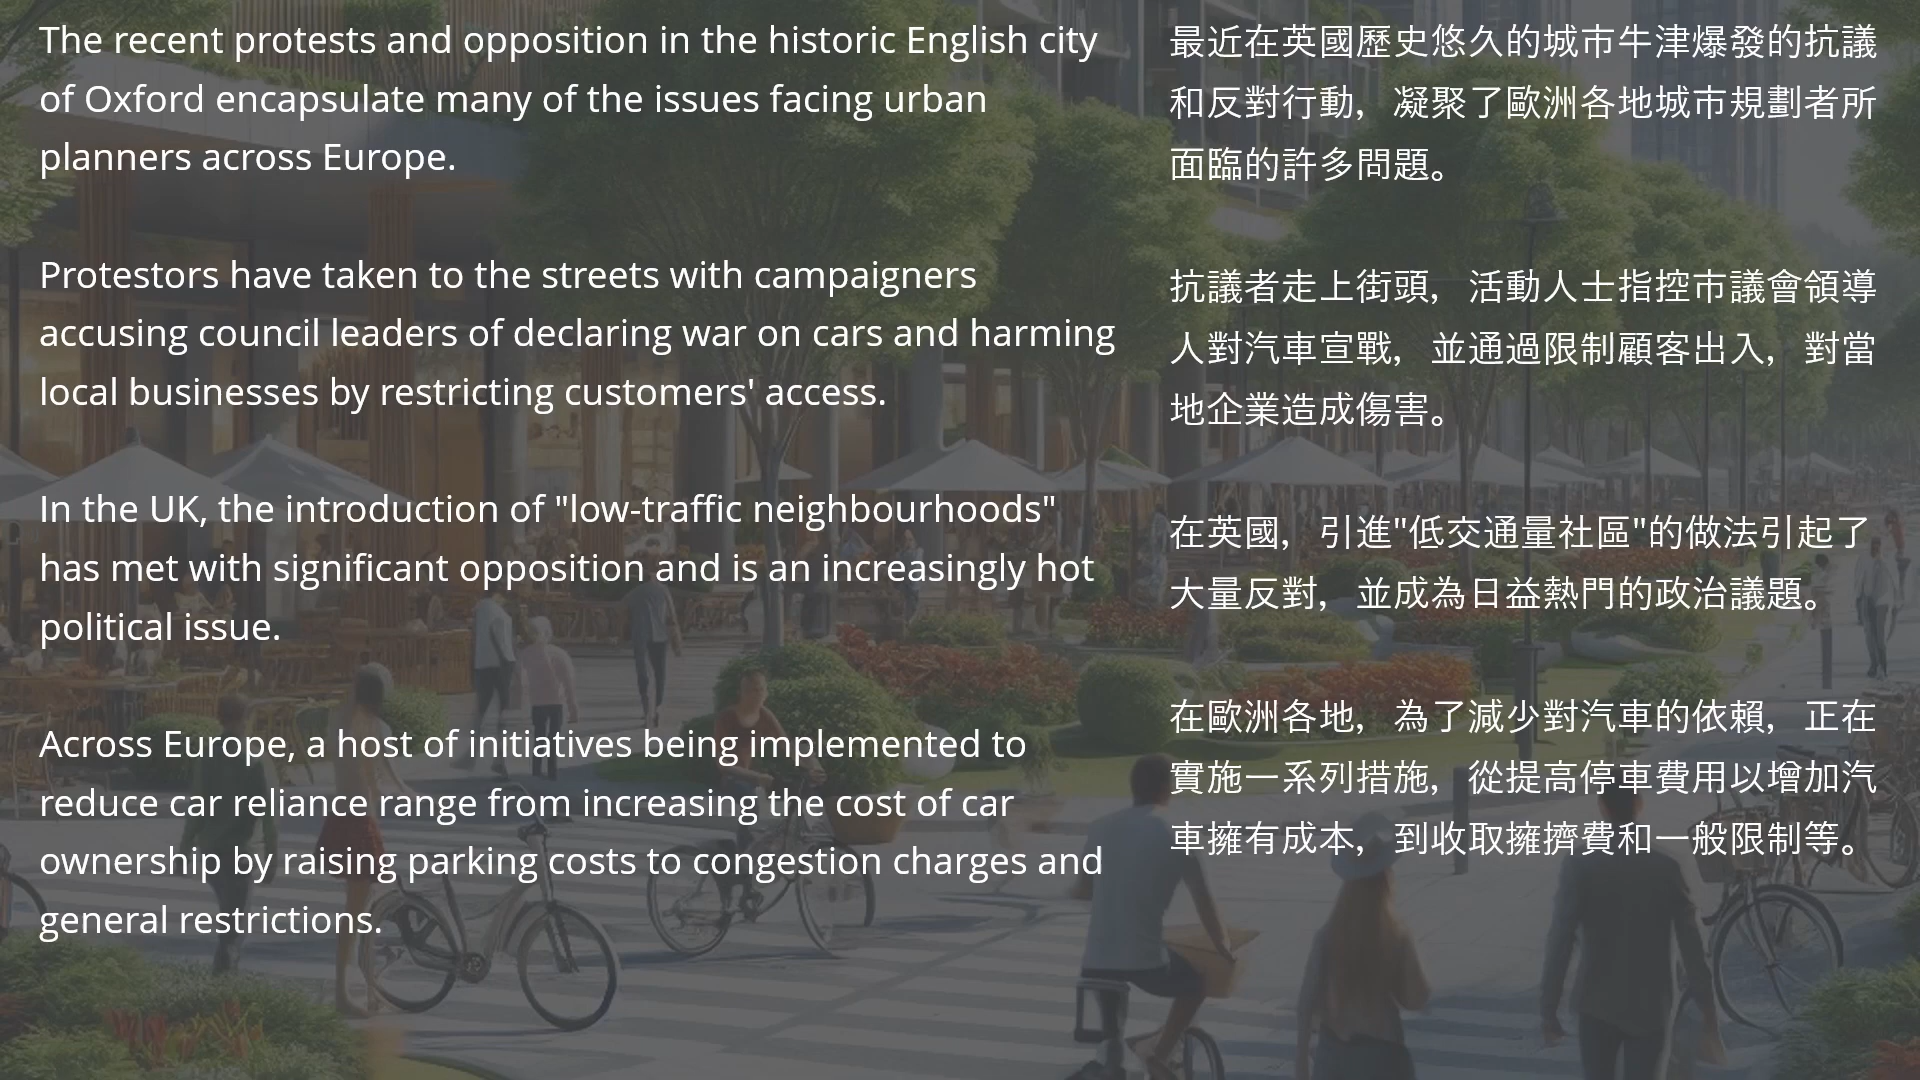 The recent protests and opposition in the historic English city
of Oxford encapsulate many of the issues facing urban
planners across Europe.
Protestors have taken to the streets with campaigners
accusing council leaders of declaring war on cars and harming
local businesses by restricting customers' access.
In the UK, the introduction of "low-traffic neighbourhoods"
has met with significant opposition and is an increasingly hot
political issue.
Across Europe, a host of initiatives being implemented to
reduce car reliance range from increasing the cost of car
ownership by raising parking costs to congestion charges and
general restrictions.
最近在英國歷史悠久的城市牛津爆發的抗議
和反對行動，凝聚了歐洲各地城市規劃者所
面臨的許多問題。
抗議者走上街頭，活動人士指控市議會領導
人對汽車宣戰，並通過限制顧客出入，對當
地企業造成傷害。
在英國，引進"低交通量社區"的做法引起了
大量反對，並成為日益熱門的政治議題。
在歐洲各地，為了減少對汽車的依賴，正在
實施一系列措施，從提高停車費用以增加汽
車擁有成本，到收取擁擠費和一般限制等。